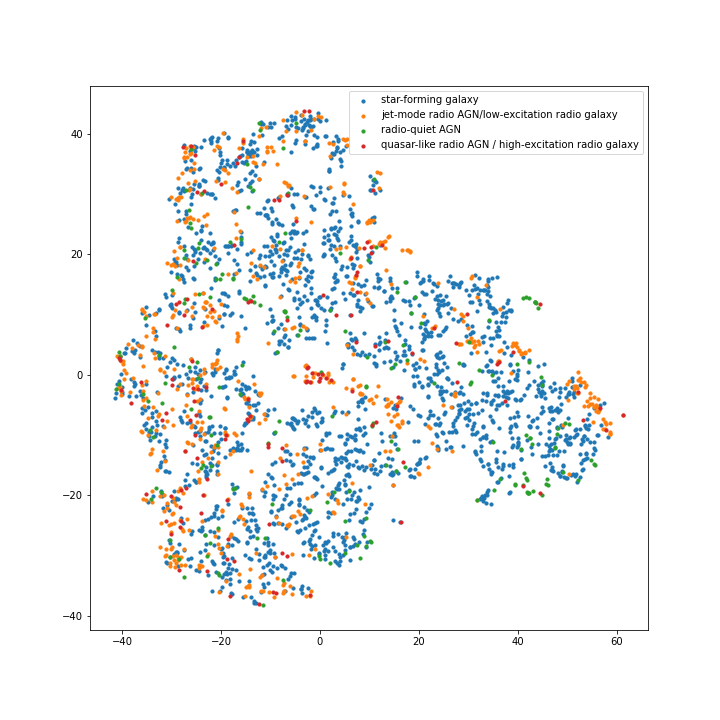 star-forming galaxy
jet-mode radio AGN/low-excitation radio galaxy
radio-quiet AGN
quasar-like radio AGN / high-excitation radio galaxy
40
20
0
−20
−40
−40
−20
0
20
40
60